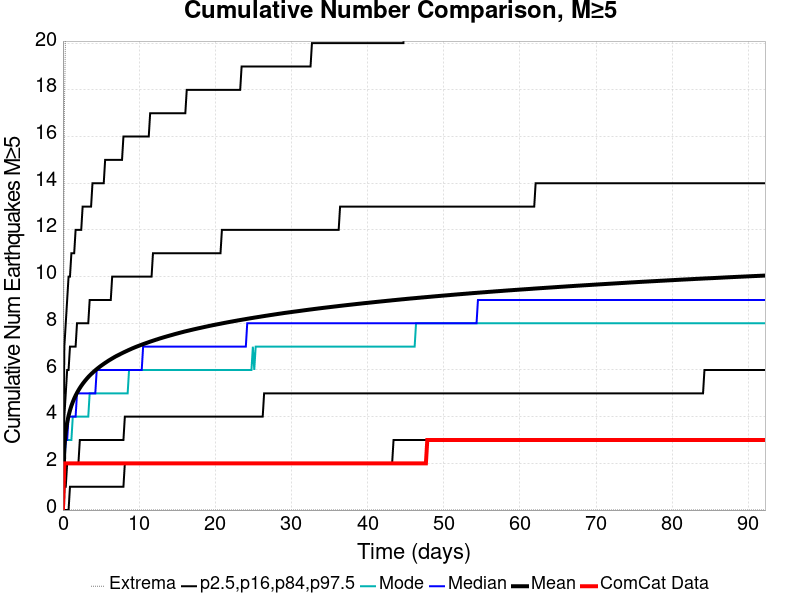 Cumulative Number Comparison, M≥5
Cumulative Num Earthquakes M≥5
20
18
16
14
12
10
8
6
4
2
0
0 10 20 30 40 50 60 70 80 90
Time (days)
Extrema p2.5,p16,p84,p97.5 Mode Median Mean ComCat Data